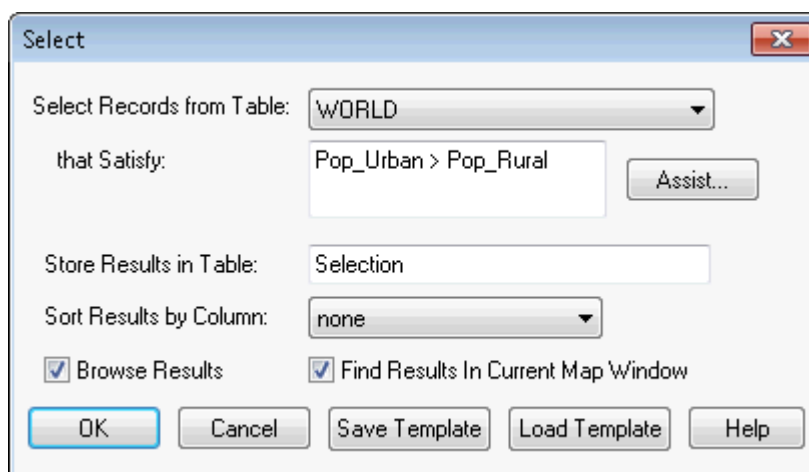 Select
Select Records from Table: WORLD
that Satisfy: Pop_Urban > Pop_Rural
Assist...
Store Results in Table: Selection
Sort Results by Column: none
Browse Results Find Results In Current Map Window
OK Cancel Save Template Load Template Help